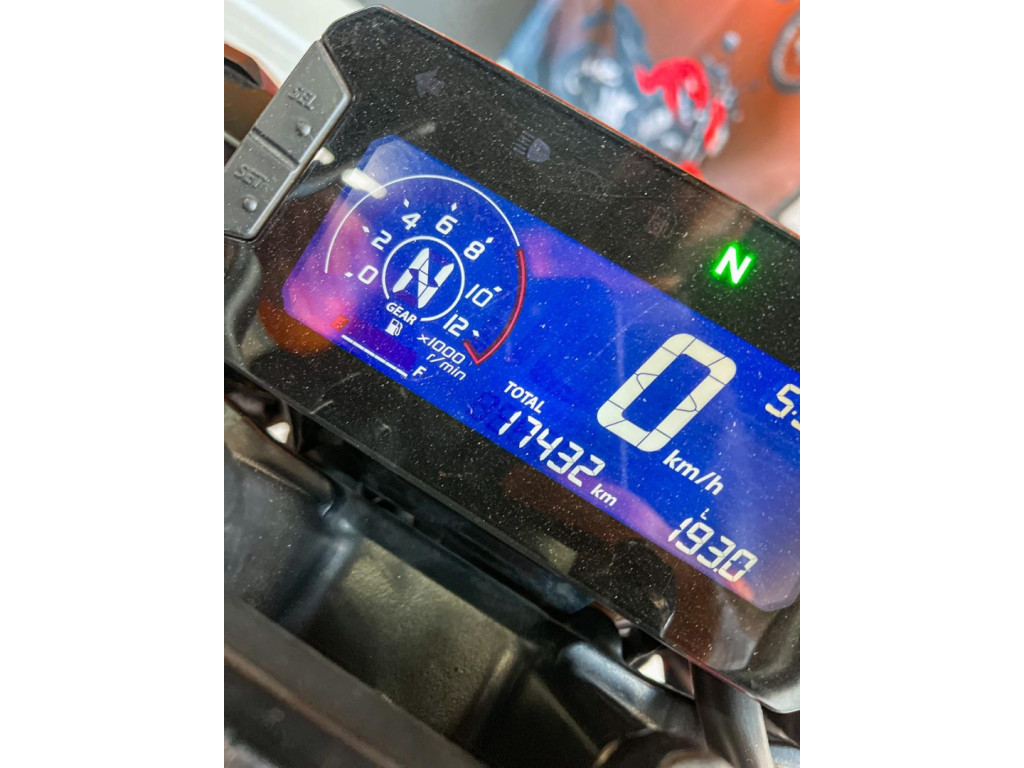 SEL
SET
N
0 2 4 6 8 10 12
N
GEAR
×1000
r/min
F
TOTAL
17432 km
0 km/h
L
193.0